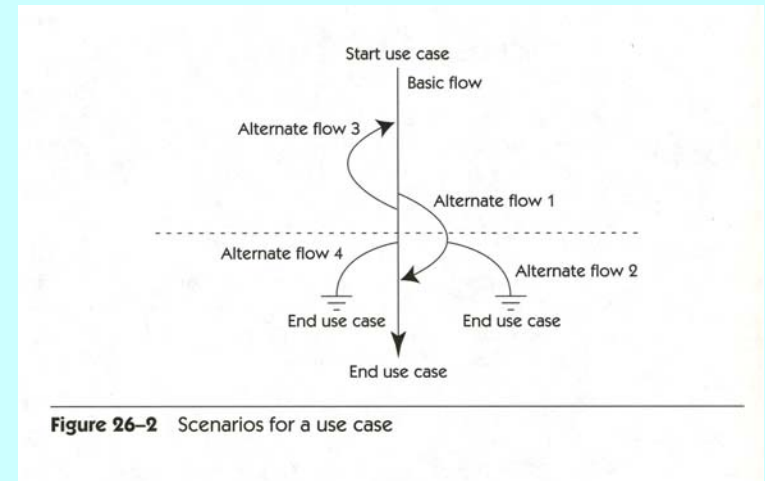 Start use case
Basic flow
Alternate flow 3
Alternate flow 1
Alternate flow 4
Alternate flow 2
End use case
End use case
End use case
Figure 26–2 Scenarios for a use case